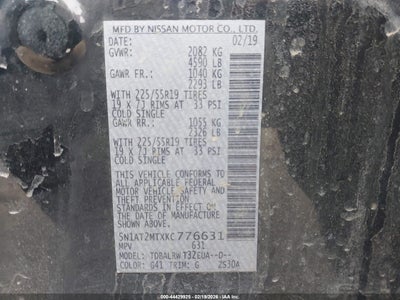 MFD BY NISSAN MOTOR CO., LTD.
DATE: 02/19
GVWR: 2082 KG
4590 LB
GAWR FR.: 1040 KG
2293 LB
WITH 225/55R19 TIRES
19 X 7J RIMS AT 33 PSI
COLD SINGLE
GAWR RR.: 1055 KG
2326 LB
WITH 225/55R19 TIRES
19 X 7J RIMS AT 33 PSI
COLD SINGLE
THIS VEHICLE CONFORMS TO
ALL APPLICABLE FEDERAL
MOTOR VEHICLE SAFETY,
BUMPER, AND THEFT
PREVENTION STANDARDS
IN EFFECT ON THE DATE OF
MANUFACTURE SHOWN ABOVE.
5N1AT2MTXKC776631
MPV 631
COLOR: G41 TRIM: G
ID: 44429925 - 02/19/2026 - IAAI